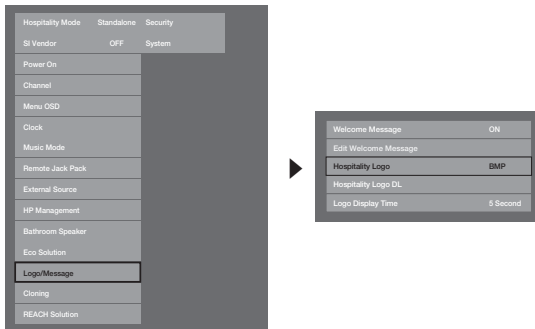 Hospitality Mode Standalone Security
SI Vendor OFF System
Power On
Channel
Menu OSD
Clock
Music Mode
Remote Jack Pack
External Source
HP Management
Bathroom Speaker
Eco Solution
Logo/Message
Cloning
REACH Solution
Welcome Message ON
Edit Welcome Message
Hospitality Logo BMP
Hospitality Logo DL
Logo Display Time 5 Second